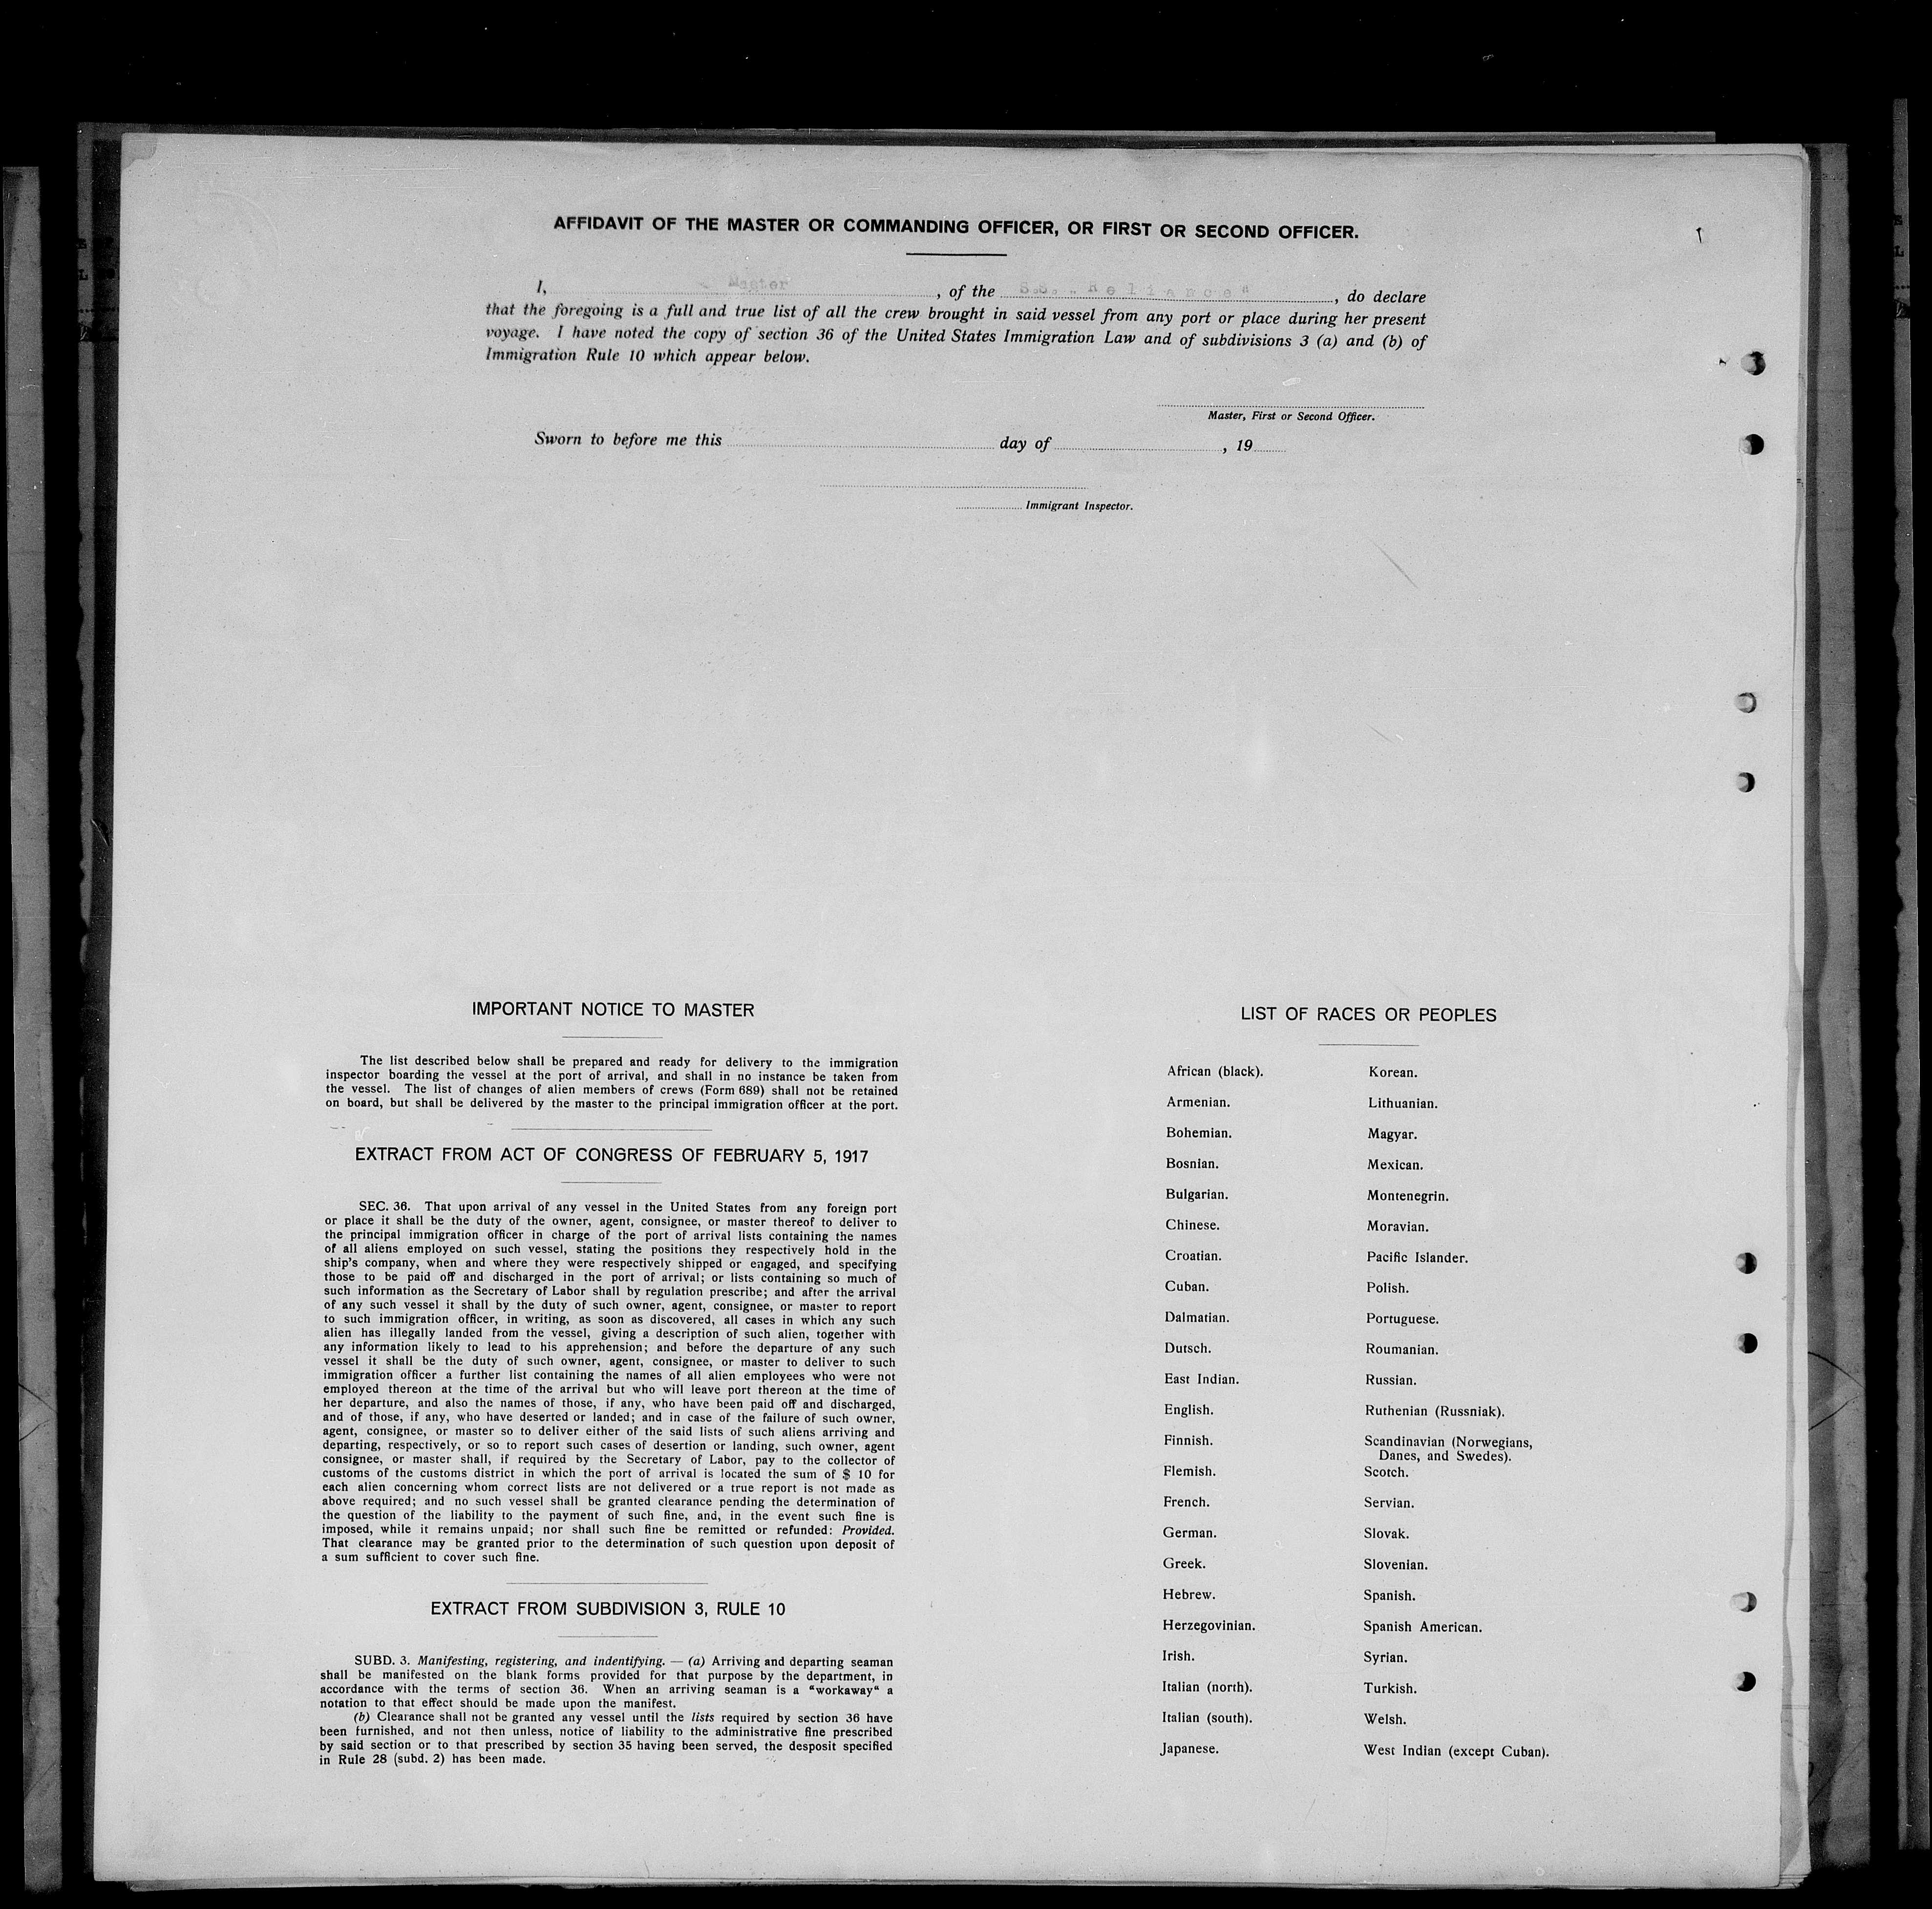 AFFIDAVIT OF THE MASTER OR COMMANDING OFFICER, OR FIRST OR SECOND OFFICER.
I, Master, of the S.S. "Reliance", do declare
that the foregoing is a full and true list of all the crew brought in said vessel from any port or place during her present
voyage. I have noted the copy of section 36 of the United States Immigration Law and of subdivisions 3 (a) and (b) of
Immigration Rule 10 which appear below.
Master, First or Second Officer.
Sworn to before me this day of , 19
Immigrant Inspector.
IMPORTANT NOTICE TO MASTER
The list described below shall be prepared and ready for delivery to the immigration
inspector boarding the vessel at the port of arrival, and shall in no instance be taken from
the vessel. The list of changes of alien members of crews (Form 689) shall not be retained
on board, but shall be delivered by the master to the principal immigration officer at the port.
EXTRACT FROM ACT OF CONGRESS OF FEBRUARY 5, 1917
SEC. 36. That upon arrival of any vessel in the United States from any foreign port
or place it shall be the duty of the owner, agent, consignee, or master thereof to deliver to
the principal immigration officer in charge of the port of arrival lists containing the names
of all aliens employed on such vessel, stating the positions they respectively hold in the
ship's company, when and where they were respectively shipped or engaged, and specifying
those to be paid off and discharged in the port of arrival; or lists containing so much of
such information as the Secretary of Labor shall by regulation prescribe; and after the arrival
of any such vessel it shall by the duty of such owner, agent, consignee, or master to report
to such immigration officer, in writing, as soon as discovered, all cases in which any such
alien has illegally landed from the vessel, giving a description of such alien, together with
any information likely to lead to his apprehension; and before the departure of any such
vessel it shall be the duty of such owner, agent, consignee, or master to deliver to such
immigration officer a further list containing the names of all alien employees who were not
employed thereon at the time of the arrival but who will leave port thereon at the time of
her departure, and also the names of those, if any, who have been paid off and discharged,
and of those, if any, who have deserted or landed; and in case of the failure of such owner,
agent, consignee, or master so to deliver either of the said lists of such aliens arriving and
departing, respectively, or so to report such cases of desertion or landing, such owner, agent
consignee, or master shall, if required by the Secretary of Labor, pay to the collector of
customs of the customs district in which the port of arrival is located the sum of $ 10 for
each alien concerning whom correct lists are not delivered or a true report is not made as
above required; and no such vessel shall be granted clearance pending the determination of
the question of the liability to the payment of such fine, and, in the event such fine is
imposed, while it remains unpaid; nor shall such fine be remitted or refunded: Provided.
That clearance may be granted prior to the determination of such question upon deposit of
a sum sufficient to cover such fine.
EXTRACT FROM SUBDIVISION 3, RULE 10
SUBD. 3. Manifesting, registering, and indentifying. — (a) Arriving and departing seaman
shall be manifested on the blank forms provided for that purpose by the department, in
accordance with the terms of section 36. When an arriving seaman is a "workaway" a
notation to that effect should be made upon the manifest.
(b) Clearance shall not be granted any vessel until the lists required by section 36 have
been furnished, and not then unless, notice of liability to the administrative fine prescribed
by said section or to that prescribed by section 35 having been served, the desposit specified
in Rule 28 (subd. 2) has been made.
LIST OF RACES OR PEOPLES
African (black).
Armenian.
Bohemian.
Bosnian.
Bulgarian.
Chinese.
Croatian.
Cuban.
Dalmatian.
Dutsch.
East Indian.
English.
Finnish.
Flemish.
French.
German.
Greek.
Hebrew.
Herzegovinian.
Irish.
Italian (north).
Italian (south).
Japanese.
Korean.
Lithuanian.
Magyar.
Mexican.
Montenegrin.
Moravian.
Pacific Islander.
Polish.
Portuguese.
Roumanian.
Russian.
Ruthenian (Russniak).
Scandinavian (Norwegians,
Danes, and Swedes).
Scotch.
Servian.
Slovak.
Slovenian.
Spanish.
Spanish American.
Syrian.
Turkish.
Welsh.
West Indian (except Cuban).